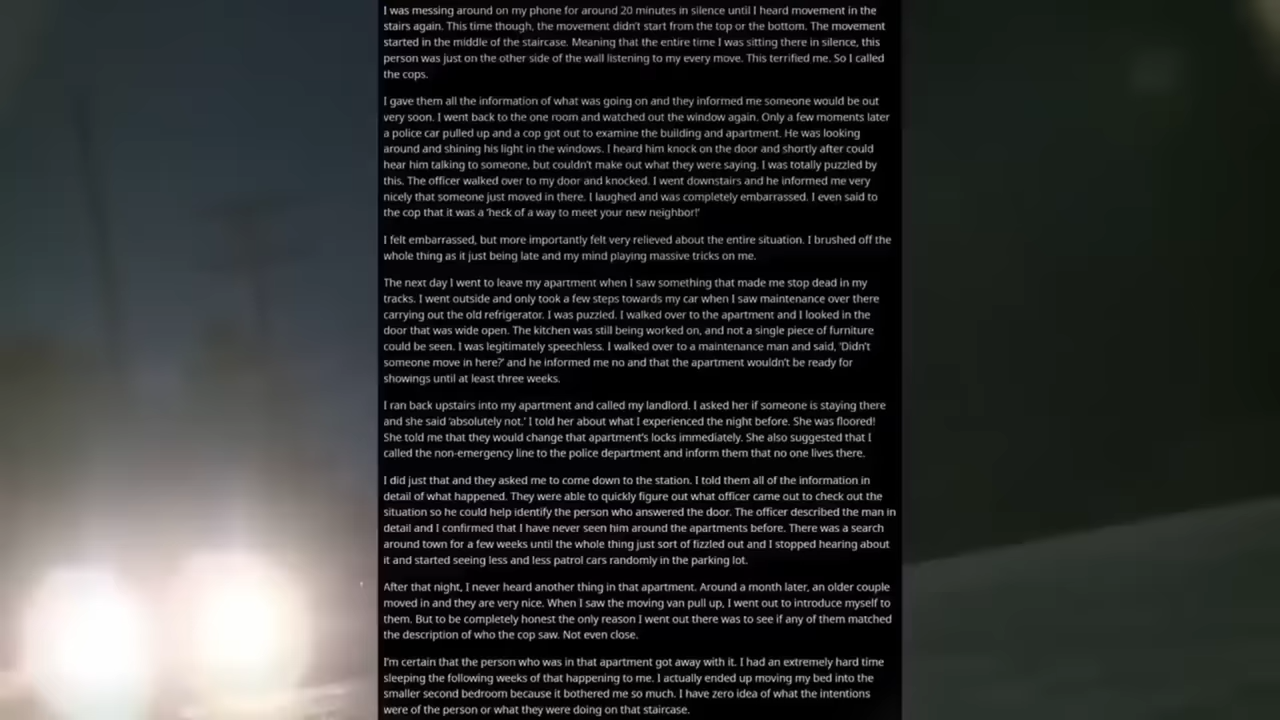 I was messing around on my phone for around 20 minutes in silence until I heard movement in the
stairs again. This time though, the movement didn't start from the top or the bottom. The movement
started in the middle of the staircase. Meaning that the entire time I was sitting there in silence, this
person was just on the other side of the wall listening to my every move. This terrified me. So I called
the cops.
I gave them all the information of what was going on and they informed me someone would be out
very soon. I went back to the one room and watched out the window again. Only a few moments later
a police car pulled up and a cop got out to examine the building and apartment. He was looking
around and shining his light in the windows. I heard him knock on the door and shortly after could
hear him talking to someone, but couldn't make out what they were saying. I was totally puzzled by
this. The officer walked over to my door and knocked. I went downstairs and he informed me very
nicely that someone just moved in there. I laughed and was completely embarrassed. I even said to
the cop that it was a 'heck of a way to meet your new neighbor!'
I felt embarrassed, but more importantly felt very relieved about the entire situation. I brushed off the
whole thing as it just being late and my mind playing massive tricks on me.
The next day I went to leave my apartment when I saw something that made me stop dead in my
tracks. I went outside and only took a few steps towards my car when I saw maintenance over there
carrying out the old refrigerator. I was puzzled. I walked over to the apartment and I looked in the
door that was wide open. The kitchen was still being worked on, and not a single piece of furniture
could be seen. I was legitimately speechless. I walked over to a maintenance man and said, 'Didn't
someone move in here?' and he informed me no and that the apartment wouldn't be ready for
showings until at least three weeks.
I ran back upstairs into my apartment and called my landlord. I asked her if someone is staying there
and she said 'absolutely not.' I told her about what I experienced the night before. She was floored!
She told me that they would change that apartment's locks immediately. She also suggested that I
called the non-emergency line to the police department and inform them that no one lives there.
I did just that and they asked me to come down to the station. I told them all of the information in
detail of what happened. They were able to quickly figure out what officer came out to check out the
situation so he could help identify the person who answered the door. The officer described the man in
detail and I confirmed that I have never seen him around the apartments before. There was a search
around town for a few weeks until the whole thing just sort of fizzled out and I stopped hearing about
it and started seeing less and less patrol cars randomly in the parking lot.
After that night, I never heard another thing in that apartment. Around a month later, an older couple
moved in and they are very nice. When I saw the moving van pull up, I went out to introduce myself to
them. But to be completely honest the only reason I went out there was to see if any of them matched
the description of who the cop saw. Not even close.
I'm certain that the person who was in that apartment got away with it. I had an extremely hard time
sleeping the following weeks of that happening to me. I actually ended up moving my bed into the
smaller second bedroom because it bothered me so much. I have zero idea of what the intentions
were of the person or what they were doing on that staircase.